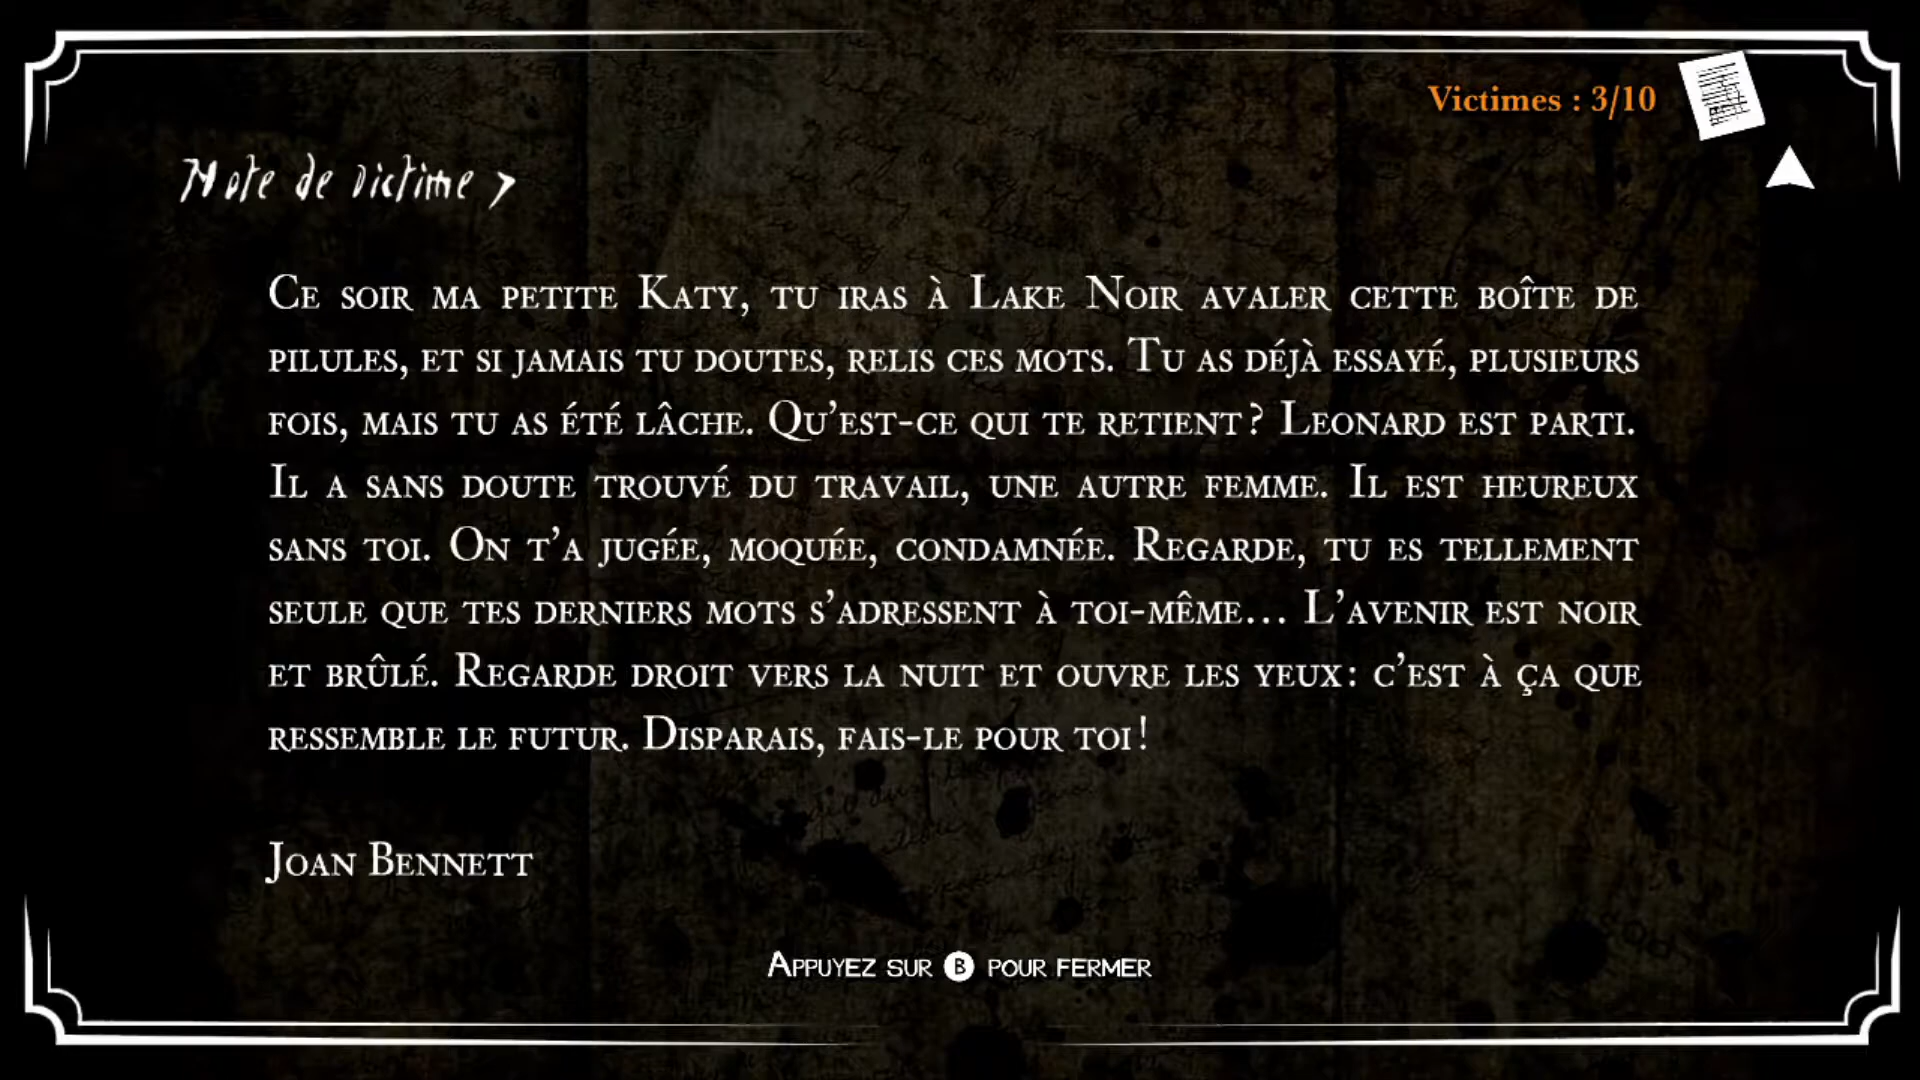 Victimes : 3/10
Note de victime >
Ce soir ma petite Katy, tu iras à Lake Noir avaler cette boîte de
pilules, et si jamais tu doutes, relis ces mots. Tu as déjà essayé, plusieurs
fois, mais tu as été lâche. Qu'est-ce qui te retient ? Leonard est parti.
Il a sans doute trouvé du travail, une autre femme. Il est heureux
sans toi. On t'a jugée, moquée, condamnée. Regarde, tu es tellement
seule que tes derniers mots s'adressent à toi-même... L'avenir est noir
et brûlé. Regarde droit vers la nuit et ouvre les yeux : c'est à ça que
ressemble le futur. Disparais, fais-le pour toi !
Joan Bennett
Appuyez sur B pour fermer